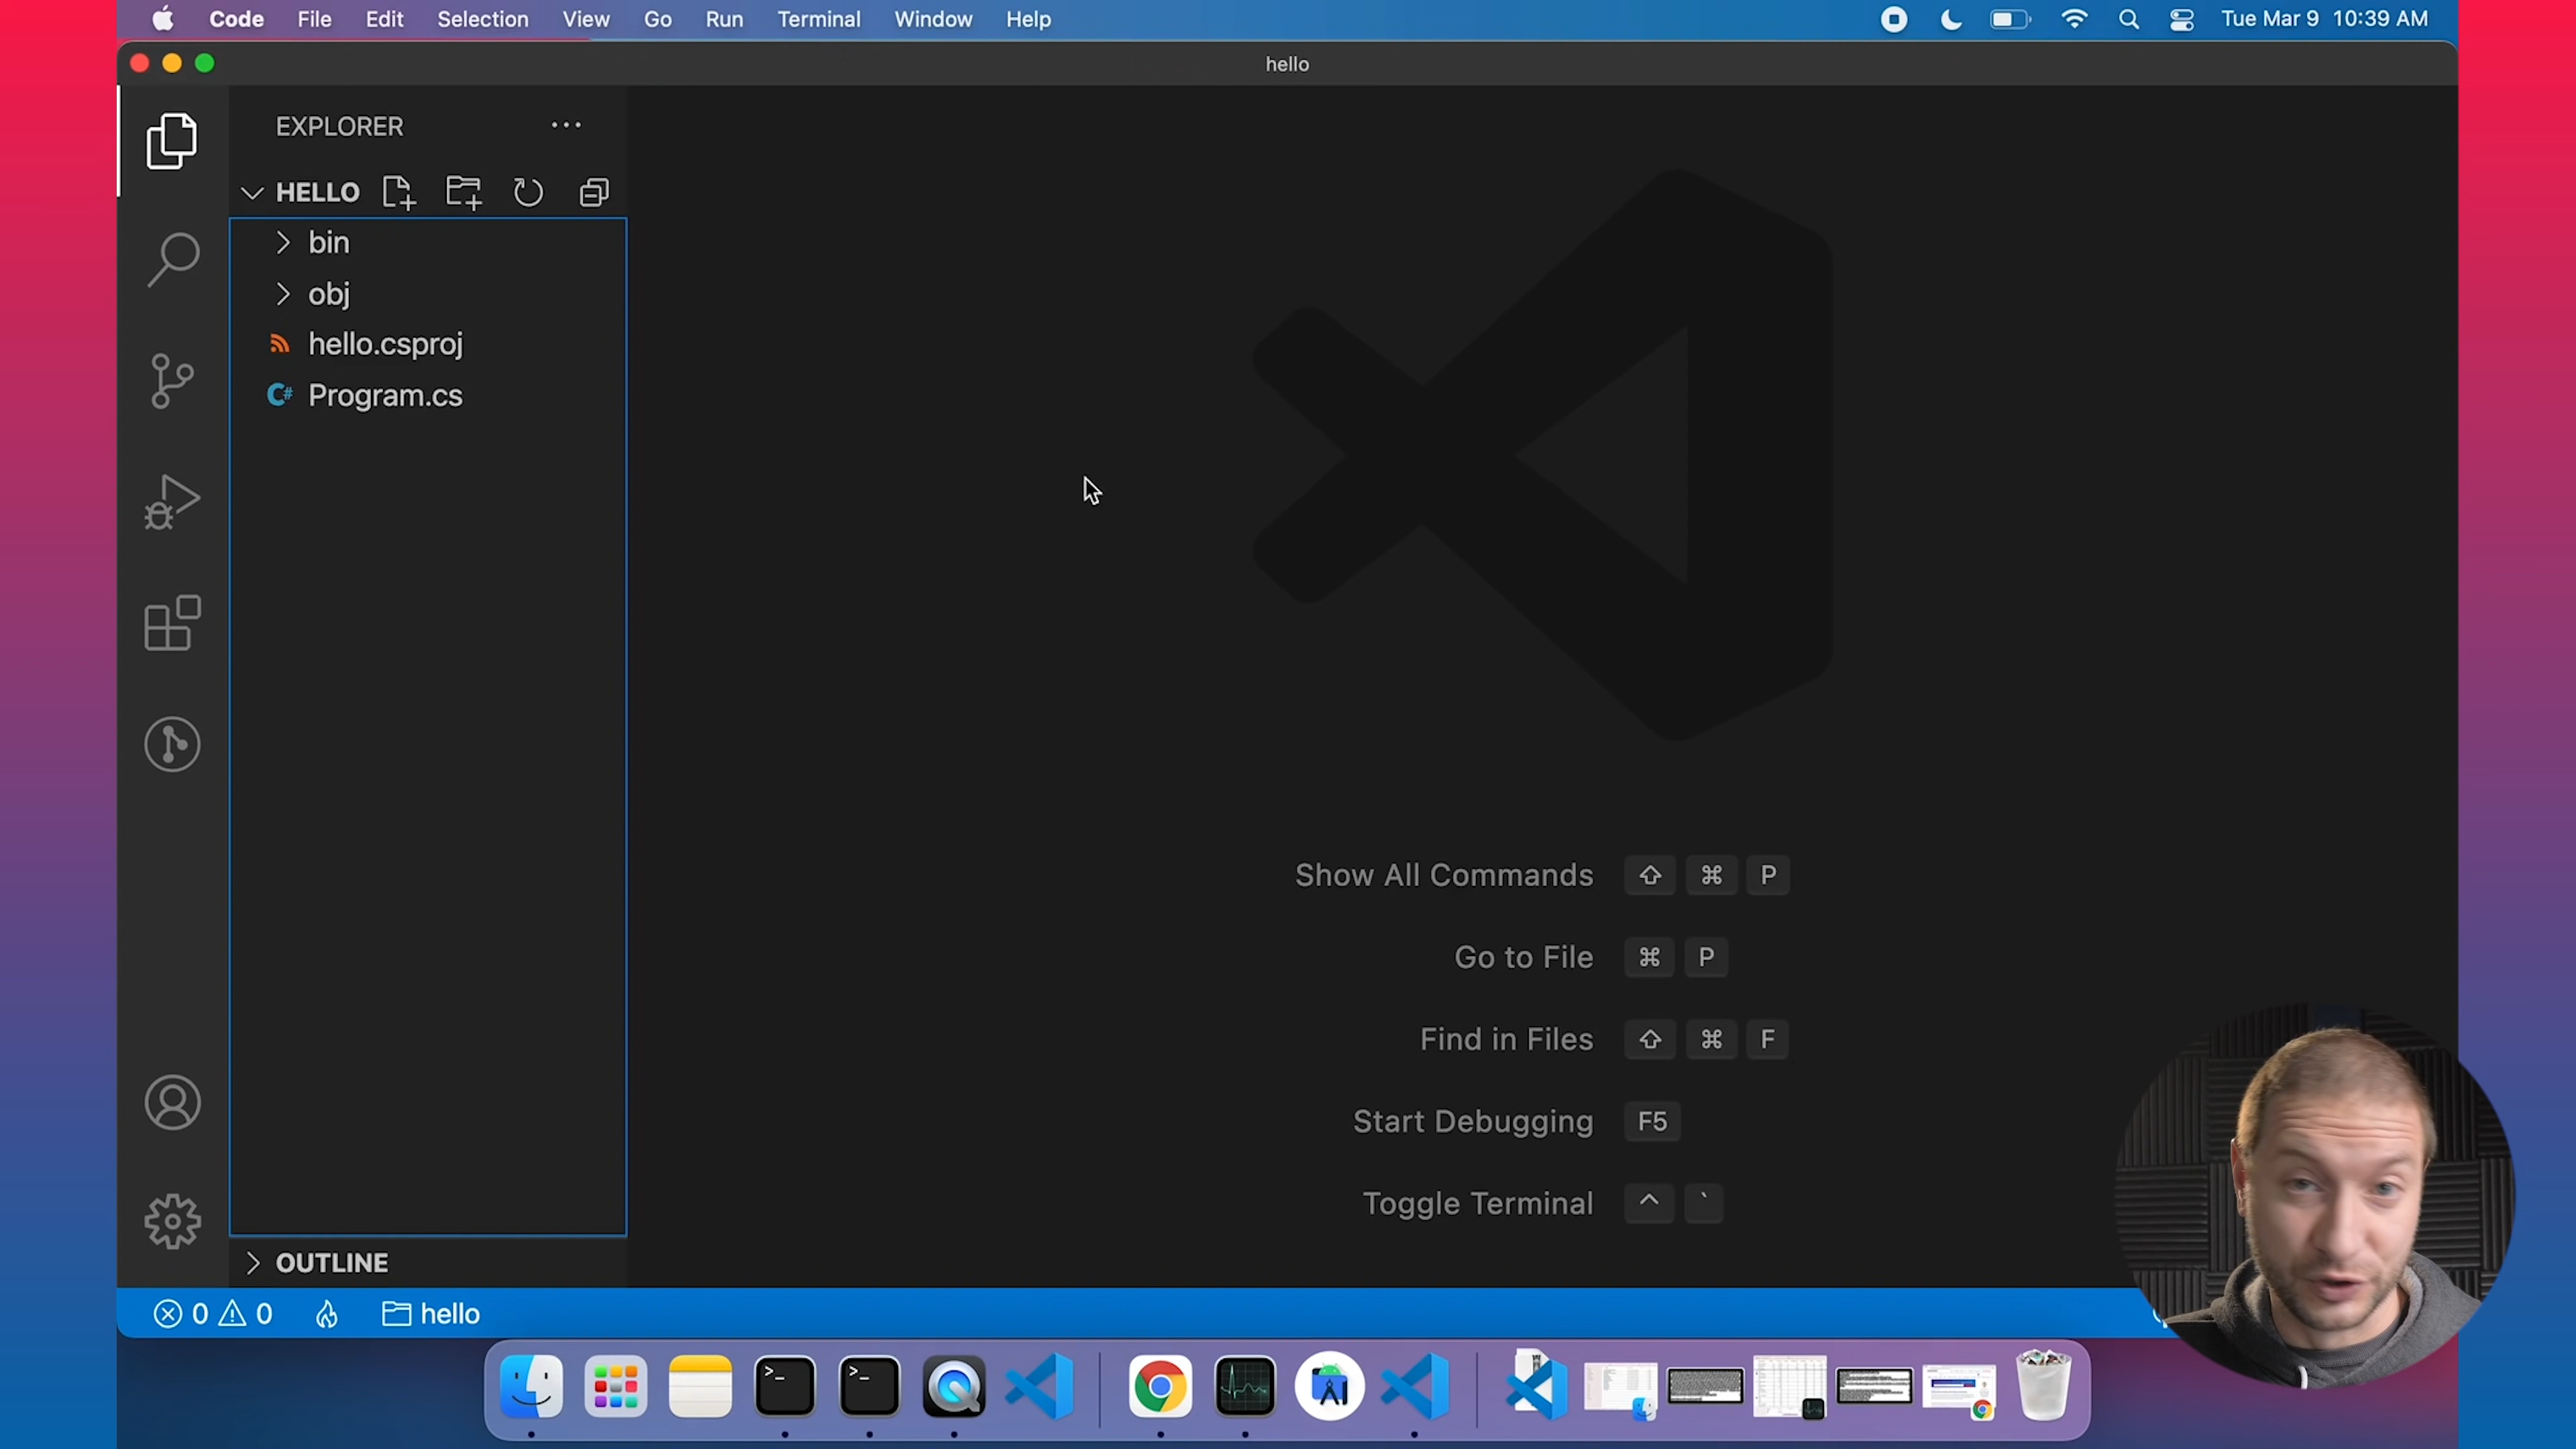 Code File Edit Selection View Go Run Terminal Window Help Tue Mar 9 10:39 AM
hello
EXPLORER
HELLO
bin
obj
hello.csproj
C# Program.cs
Show All Commands ⇧ ⌘ P
Go to File ⌘ P
Find in Files ⇧ ⌘ F
Start Debugging F5
Toggle Terminal ^ `
OUTLINE
0 0 hello